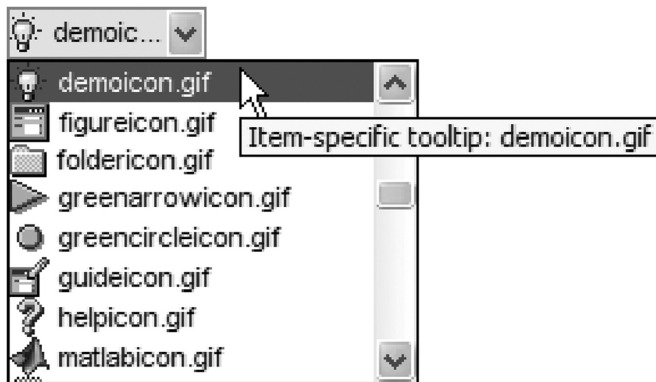 demoic...
demoicon.gif
figureicon.gif
Item-specific tooltip: demoicon.gif
foldericon.gif
greenarrowicon.gif
greencircleicon.gif
guideicon.gif
helpicon.gif
matlabicon.gif